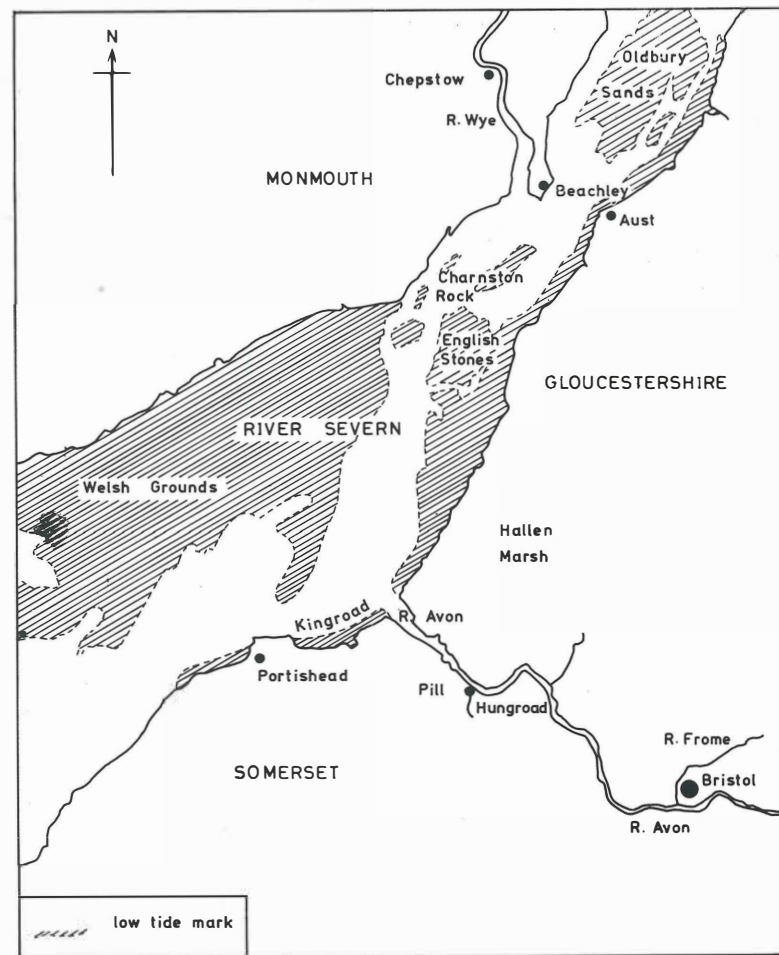 N
Oldbury
Sands
Chepstow
R. Wye
MONMOUTH
Beachley
Aust
Charnston
Rock
English
Stones
GLOUCESTERSHIRE
RIVER SEVERN
Welsh Grounds
Hallen
Marsh
Kingroad
R. Avon
Portishead
Pill
Hungroad
R. Frome
SOMERSET
Bristol
R. Avon
low tide mark